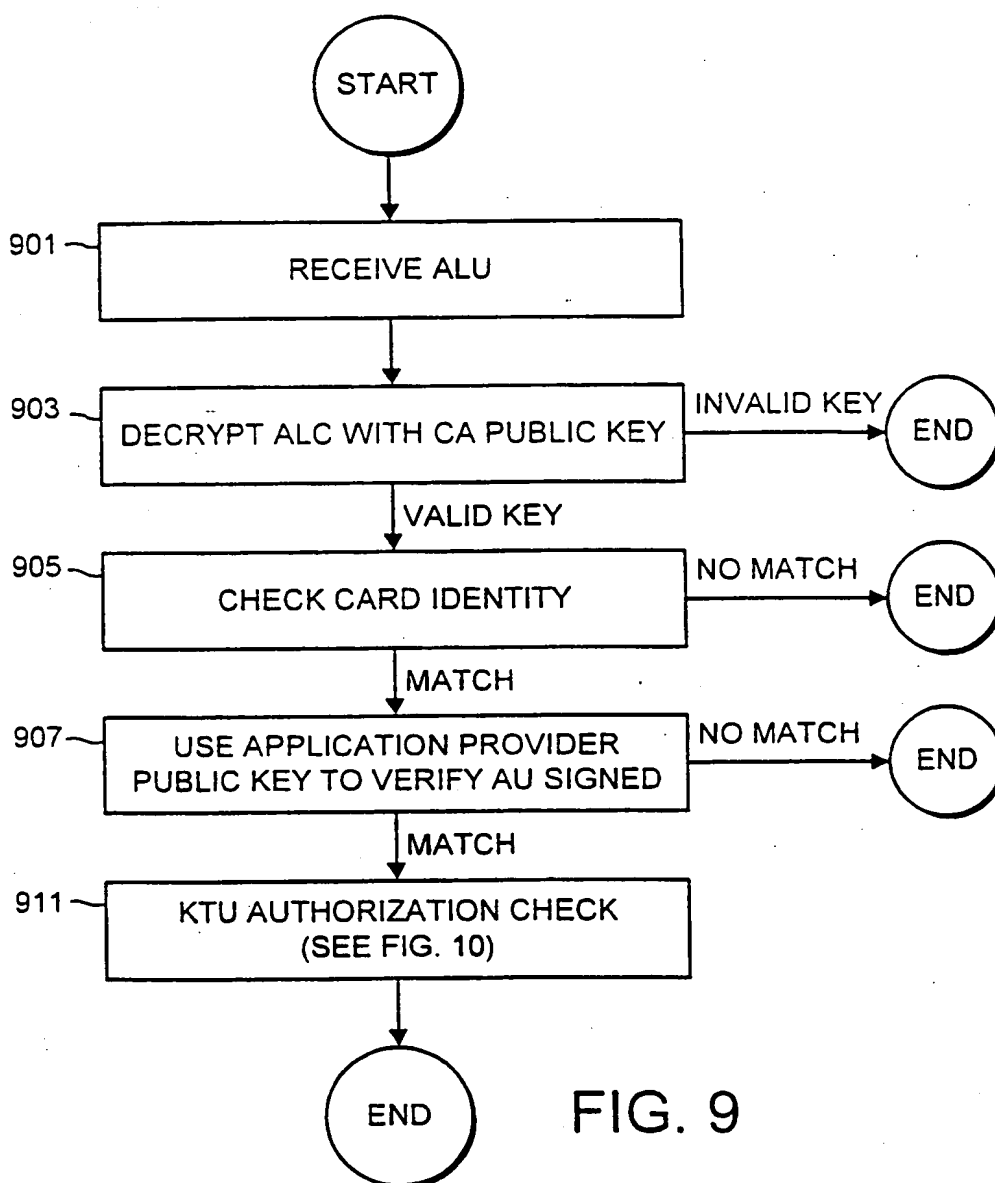 START
901
RECEIVE ALU
903
DECRYPT ALC WITH CA PUBLIC KEY
INVALID KEY
END
VALID KEY
905
CHECK CARD IDENTITY
NO MATCH
END
MATCH
907
USE APPLICATION PROVIDER
PUBLIC KEY TO VERIFY AU SIGNED
NO MATCH
END
MATCH
911
KTU AUTHORIZATION CHECK
(SEE FIG. 10)
END
FIG. 9